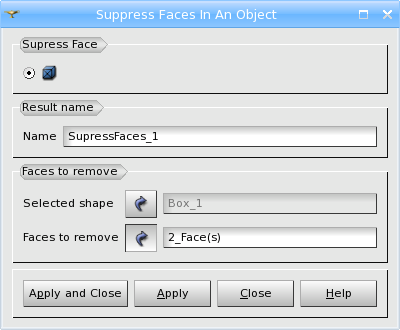 Suppress Faces In An Object
Supress Face
Result name
Name SupressFaces_1
Faces to remove
Selected shape Box_1
Faces to remove 2_Face(s)
Apply and Close Apply Close Help